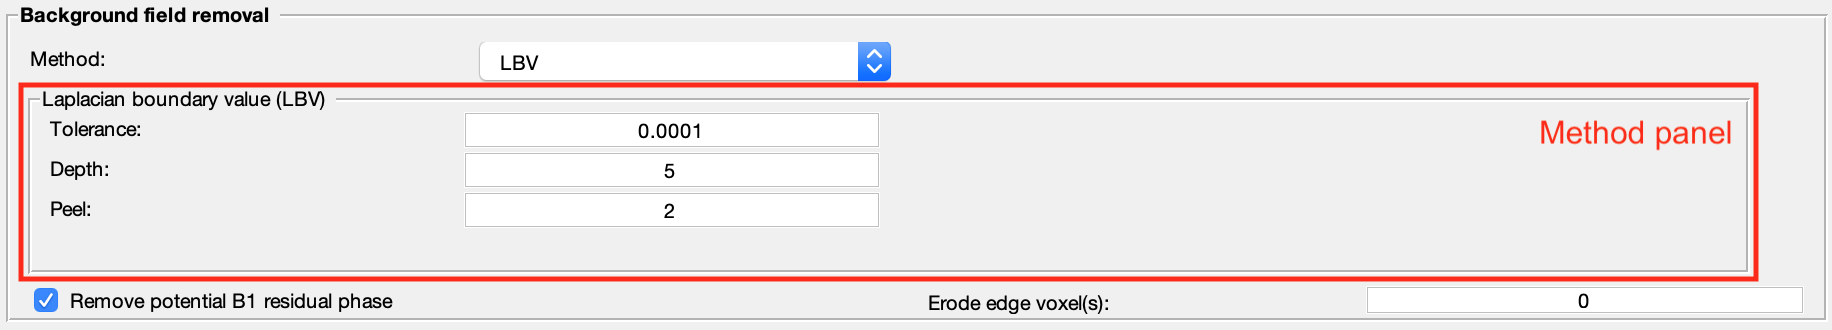 Background field removal
Method: LBV
Laplacian boundary value (LBV)
Tolerance: 0.0001
Method panel
Depth: 5
Peel: 2
Remove potential B1 residual phase Erode edge voxel(s): 0